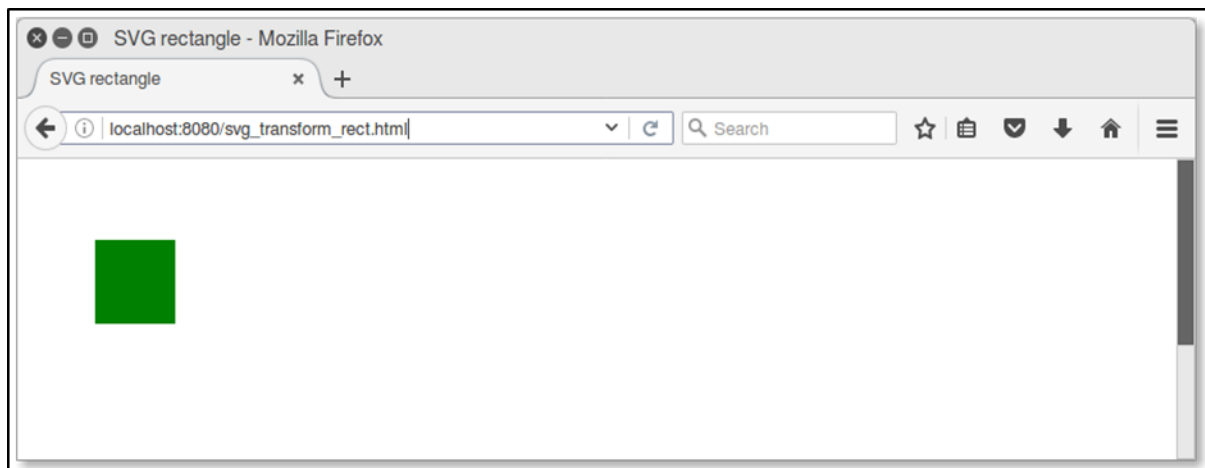 SVG rectangle - Mozilla Firefox
SVG rectangle
localhost:8080/svg_transform_rect.html
Search